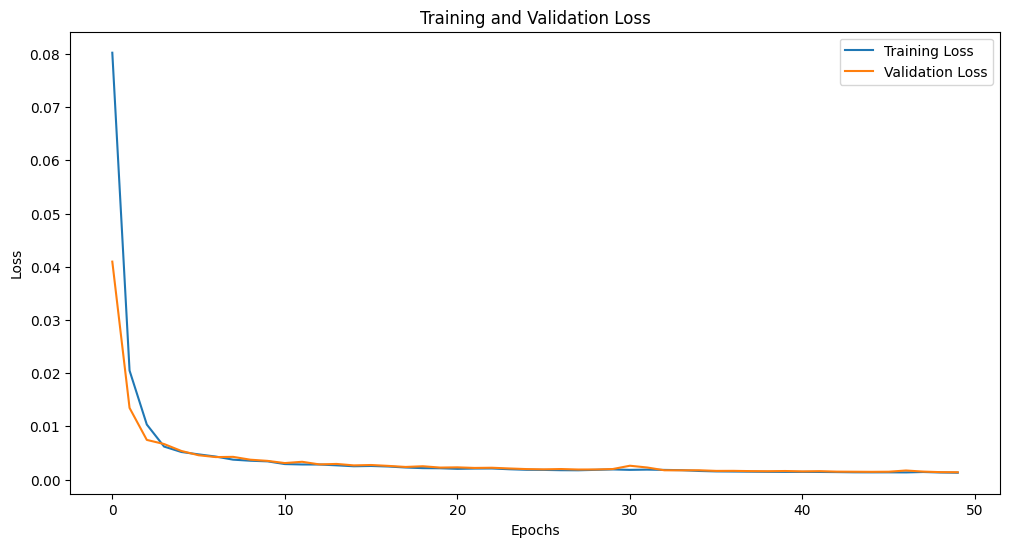 Training and Validation Loss
Training Loss
Validation Loss
0.08
0.07
0.06
0.05
0.04
0.03
0.02
0.01
0.00
Loss
0 10 20 30 40 50
Epochs